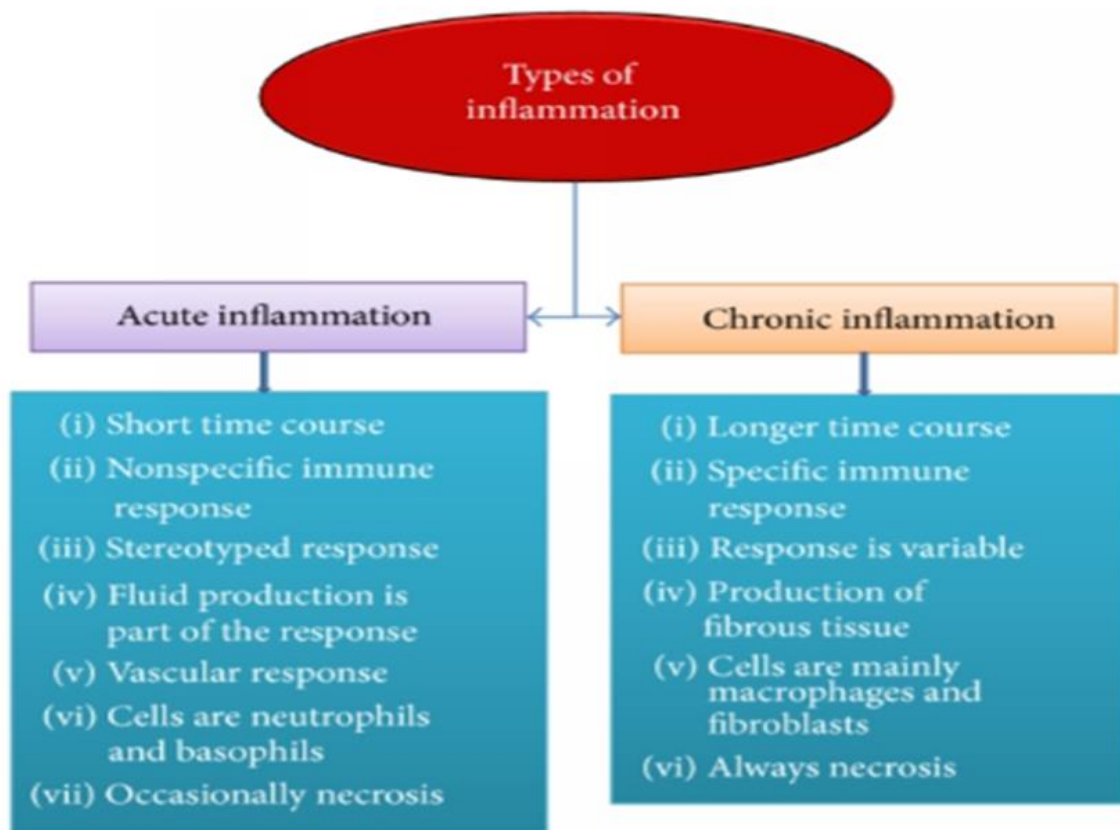 Types of
inflammation
Acute inflammation
(i) Short time course
(ii) Nonspecific immune
response
(iii) Stereotyped response
(iv) Fluid production is
part of the response
(v) Vascular response
(vi) Cells are neutrophils
and basophils
(vii) Occasionally necrosis
Chronic inflammation
(i) Longer time course
(ii) Specific immune
response
(iii) Response is variable
(iv) Production of
fibrous tissue
(v) Cells are mainly
macrophages and
fibroblasts
(vi) Always necrosis